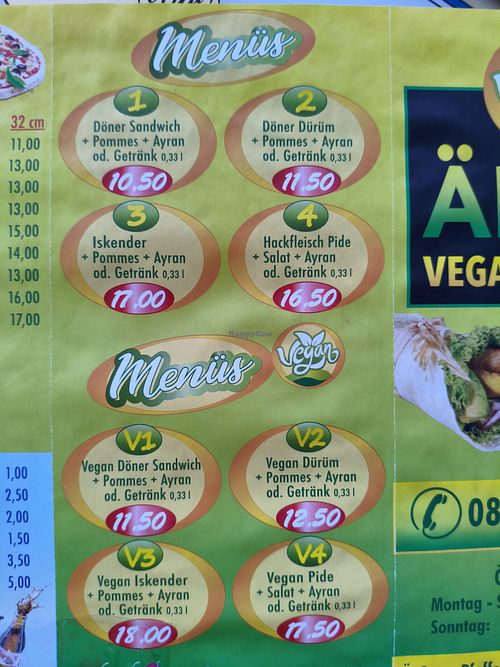 Menüs
32 cm
11,00
13,00
13,00
13,00
15,00
14,00
13,00
16,00
17,00
1
Döner Sandwich
+ Pommes + Ayran
od. Getränk 0,33 l
10,50
2
Döner Dürüm
+ Pommes + Ayran
od. Getränk 0,33 l
11,50
3
Iskender
+ Pommes + Ayran
od. Getränk 0,33 l
17,00
4
Hackfleisch Pide
+ Salat + Ayran
od. Getränk 0,33 l
16,50
HappyCow
Menüs
Vegan
V1
Vegan Döner Sandwich
+ Pommes + Ayran
od. Getränk 0,33 l
11.50
V2
Vegan Dürüm
+ Pommes + Ayran
od. Getränk 0,33 l
12,50
V3
Vegan Iskender
+ Pommes + Ayran
od. Getränk 0,33 l
18,00
V4
Vegan Pide
+ Salat + Ayran
od. Getränk 0,33 l
17,50
1,00
2,50
2,00
1,50
3,50
5,00
Ä
VEGA
08
Montag - S
Sonntag: